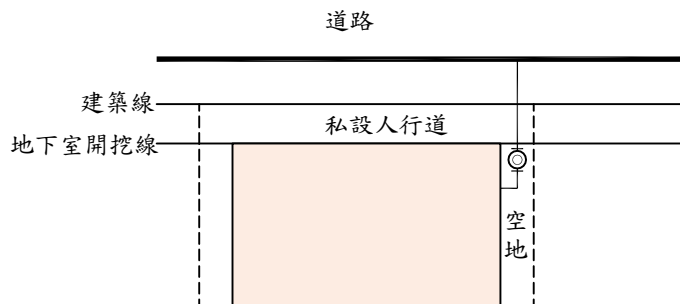 道路
建築線
私設人行道
地下室開挖線
空地